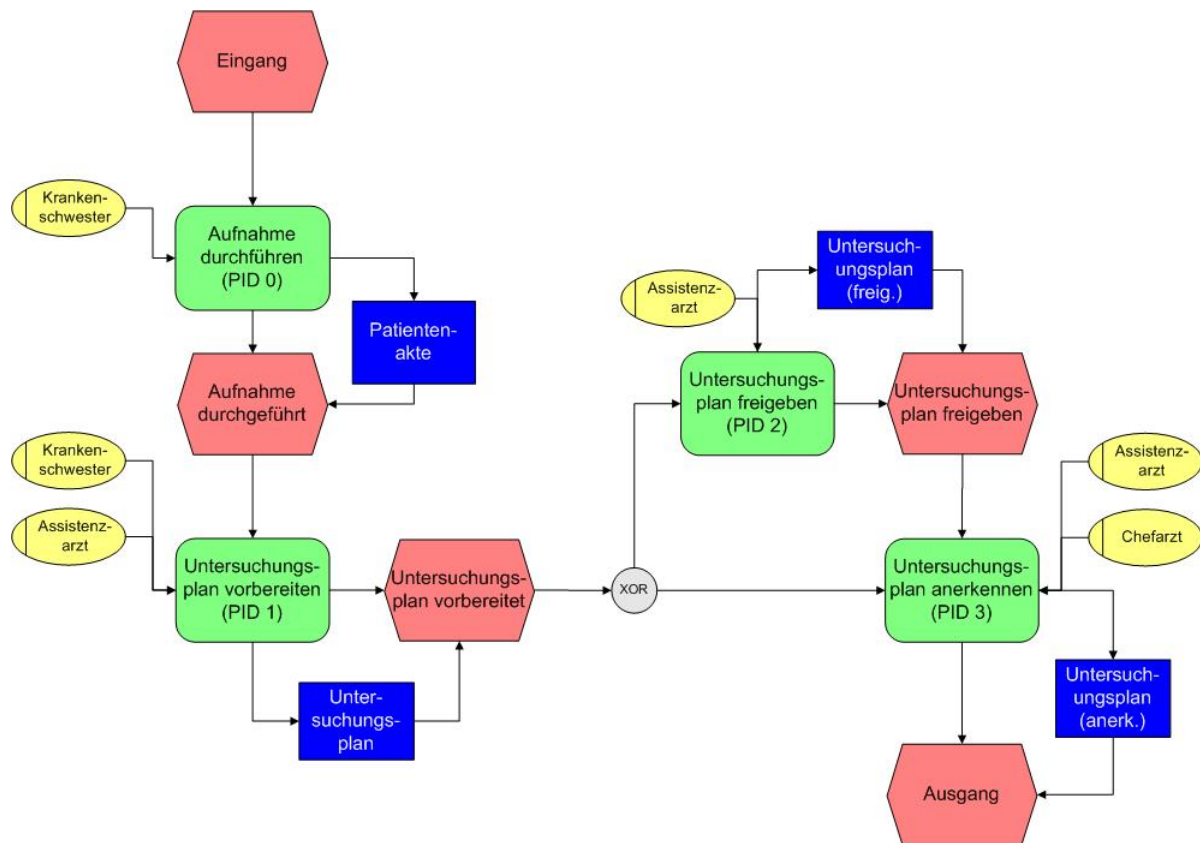 Eingang
Kranken-
schwester
Aufnahme
durchführen
(PID 0)
Patienten-
akte
Aufnahme
durchgeführt
Kranken-
schwester
Assistenz-
arzt
Untersuchungs-
plan vorbereiten
(PID 1)
Untersuchungs-
plan vorbereitet
Unter-
suchungs-
plan
XOR
Assistenz-
arzt
Untersuch-
ungsplan
(freig.)
Untersuchungs-
plan freigeben
(PID 2)
Untersuchungs-
plan freigeben
Assistenz-
arzt
Chefarzt
Untersuchungs-
plan anerkennen
(PID 3)
Untersuch-
ungsplan
(anerk.)
Ausgang